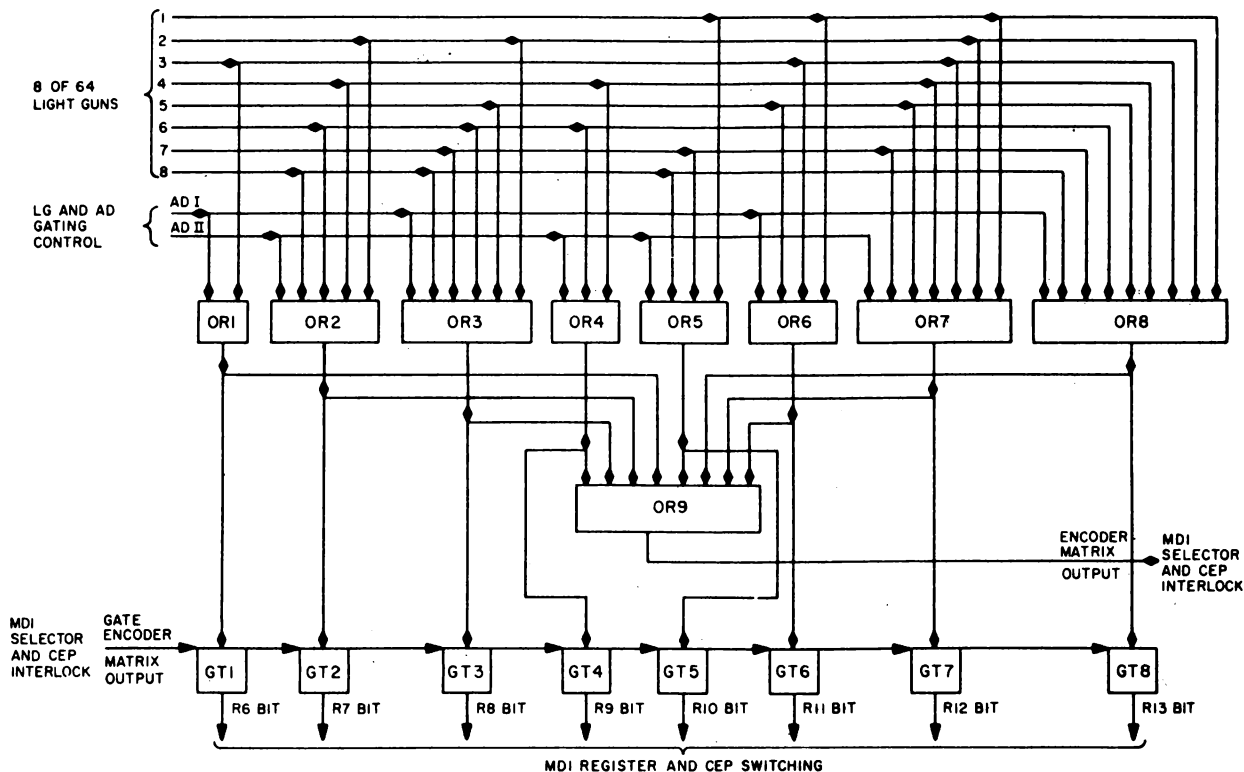 1
2
3
4
5
6
7
8
8 OF 64
LIGHT GUNS
AD I
AD II
LG AND AD
GATING
CONTROL
OR1
OR2
OR3
OR4
OR5
OR6
OR7
OR8
OR9
ENCODER
MATRIX
OUTPUT
MDI
SELECTOR
AND CEP
INTERLOCK
MDI
SELECTOR
AND CEP
INTERLOCK
GATE
ENCODER
MATRIX
OUTPUT
GT1
GT2
GT3
GT4
GT5
GT6
GT7
GT8
R6 BIT
R7 BIT
R8 BIT
R9 BIT
R10 BIT
R11 BIT
R12 BIT
R13 BIT
MDI REGISTER AND CEP SWITCHING